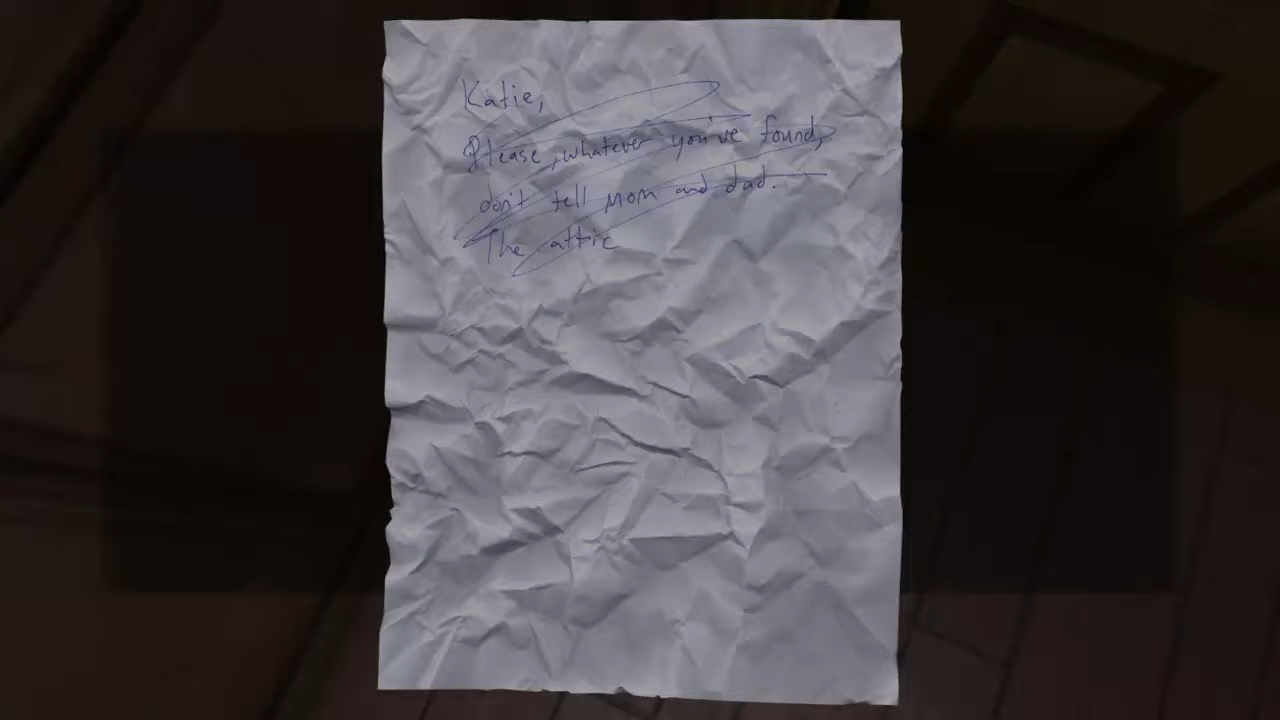 Katie,
Please, whatever you've found,
don't tell Mom and dad.
The attic